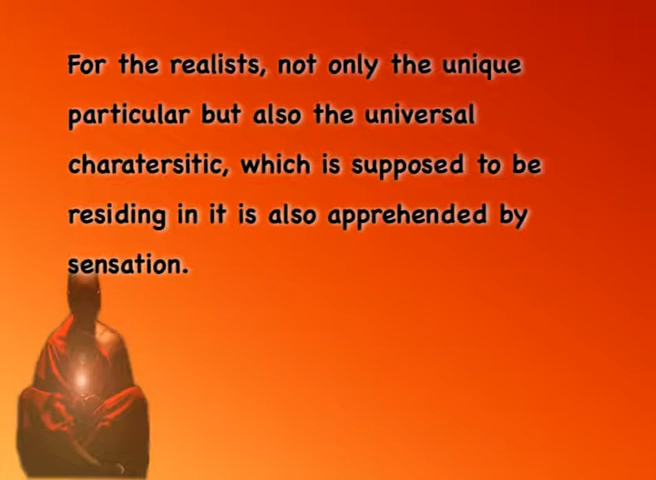 For the realists, not only the unique
particular but also the universal
charatersitic, which is supposed to be
residing in it is also apprehended by
sensation.